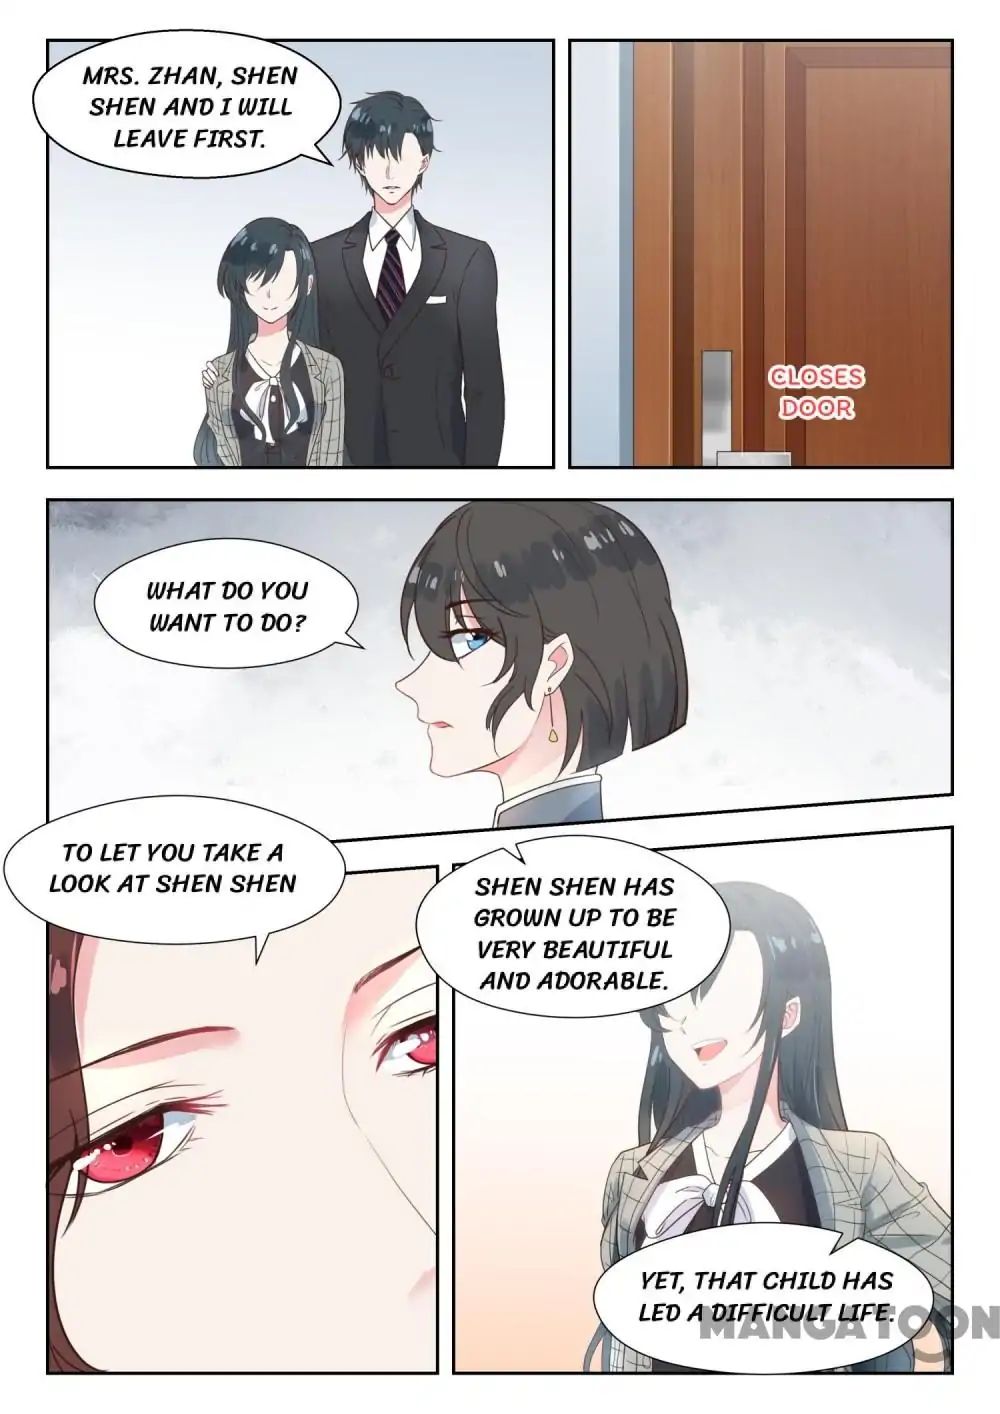 MRS. ZHAN, SHEN
SHEN AND I WILL
LEAVE FIRST.
CLOSES
DOOR
WHAT DO YOU
WANT TO DO?
TO LET YOU TAKE A
LOOK AT SHEN SHEN
SHEN SHEN HAS
GROWN UP TO BE
VERY BEAUTIFUL
AND ADORABLE.
YET, THAT CHILD HAS
LED A DIFFICULT LIFE.
MANGATOON